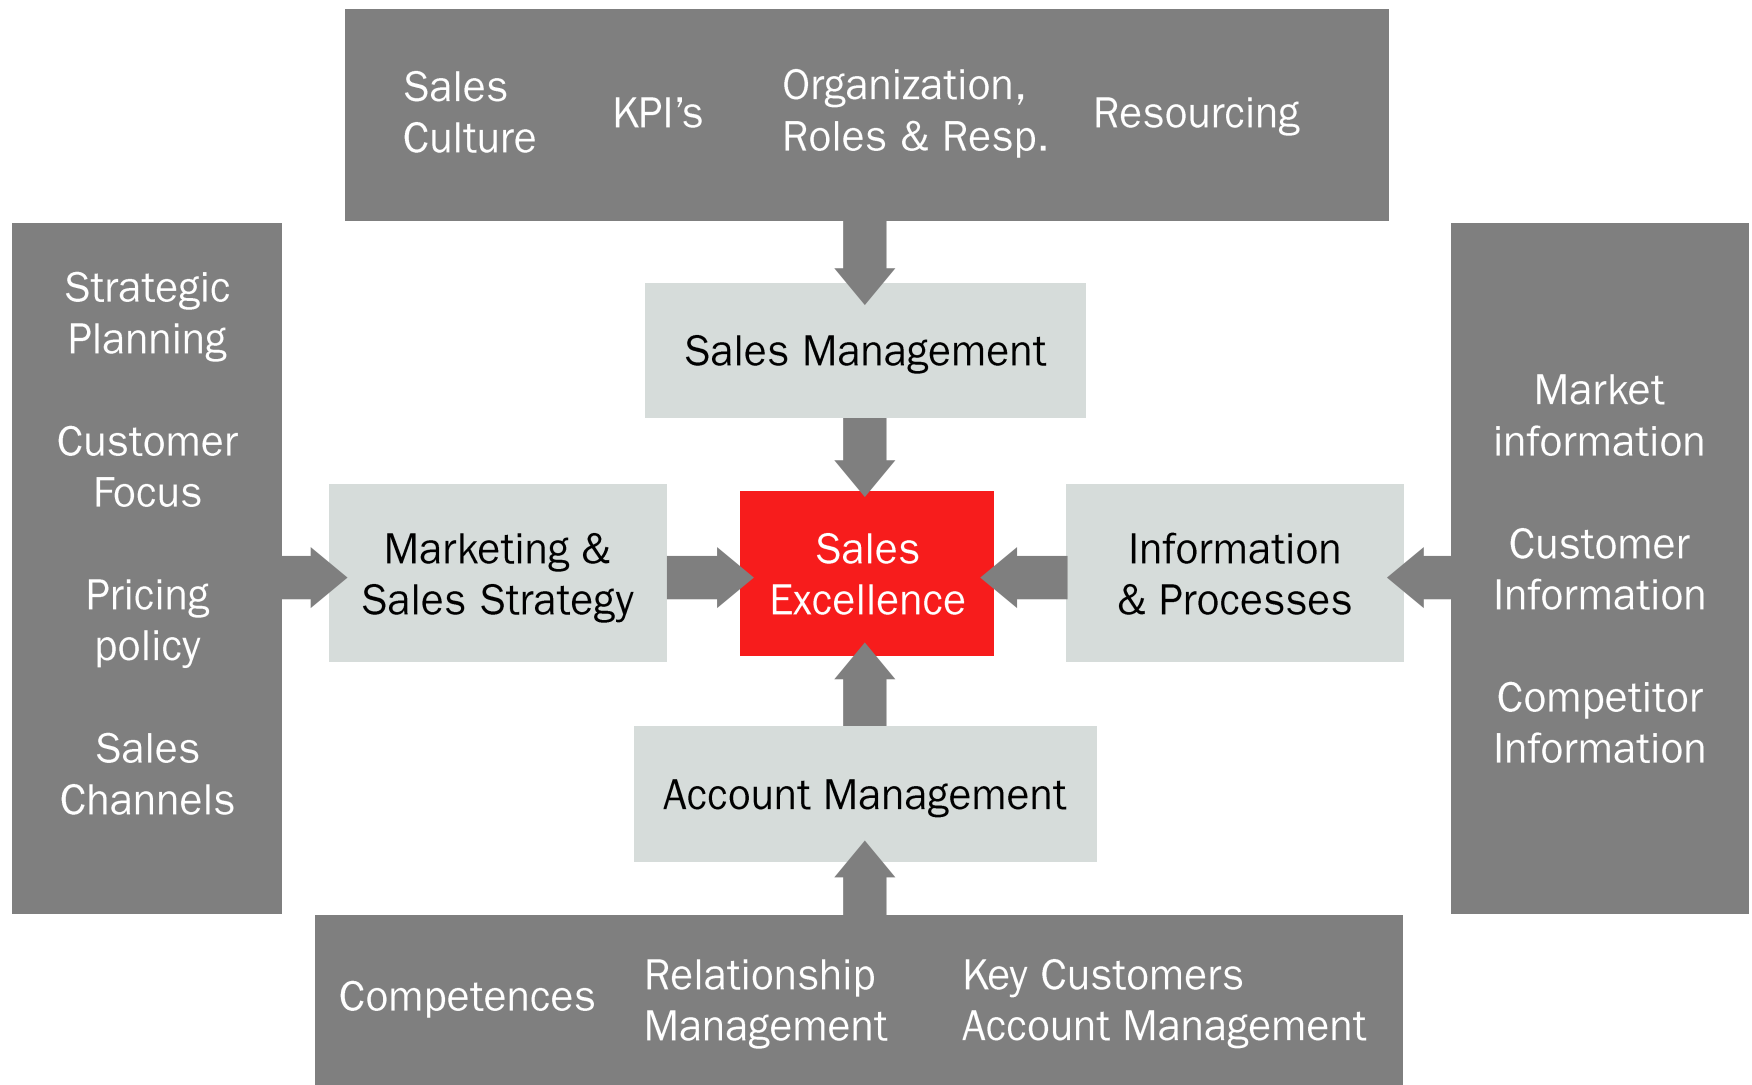 Sales
Culture
KPI’s
Organization,
Roles & Resp.
Resourcing
Strategic
Planning
Customer
Focus
Pricing
policy
Sales
Channels
Sales Management
Marketing &
Sales Strategy
Sales
Excellence
Information
& Processes
Account Management
Market
information
Customer
Information
Competitor
Information
Competences
Relationship
Management
Key Customers
Account Management